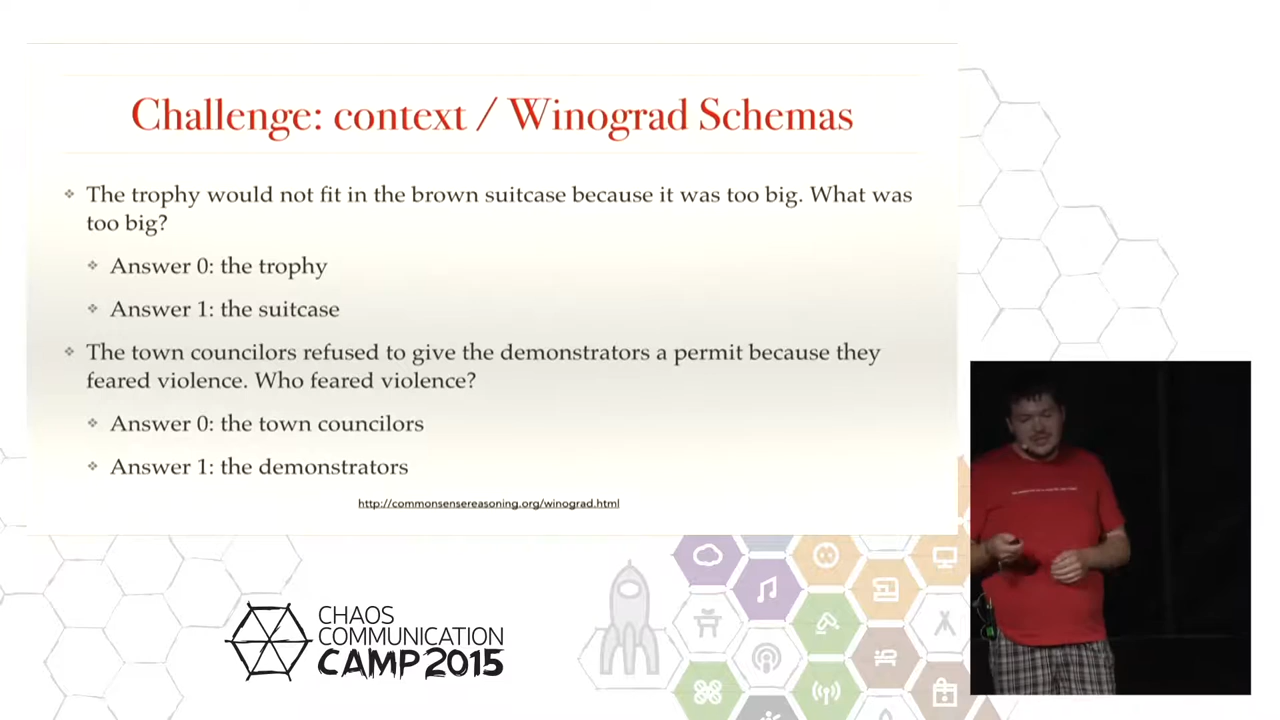 Challenge: context / Winograd Schemas
The trophy would not fit in the brown suitcase because it was too big. What was
too big?
Answer 0: the trophy
Answer 1: the suitcase
The town councilors refused to give the demonstrators a permit because they
feared violence. Who feared violence?
Answer 0: the town councilors
Answer 1: the demonstrators
http://commonsensereasoning.org/winograd.html
CHAOS
COMMUNICATION
CAMP 2015